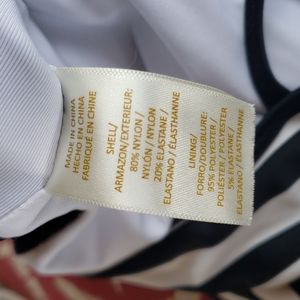 MADE IN CHINA
HECHO EN CHINA
FABRIQUÉ EN CHINE
SHELL/
ARMAZON/EXTERIEUR:
80% NYLON/
NYLÓN / NYLON
20% ELASTANE /
ELASTANO / ÉLASTHANNE
LINING/
FORRO/DOUBLURE:
95% POLYESTER/
POLIÉSTER/ POLYESTER
5% ELASTANE /
ELASTANO / ÉLASTHANNE